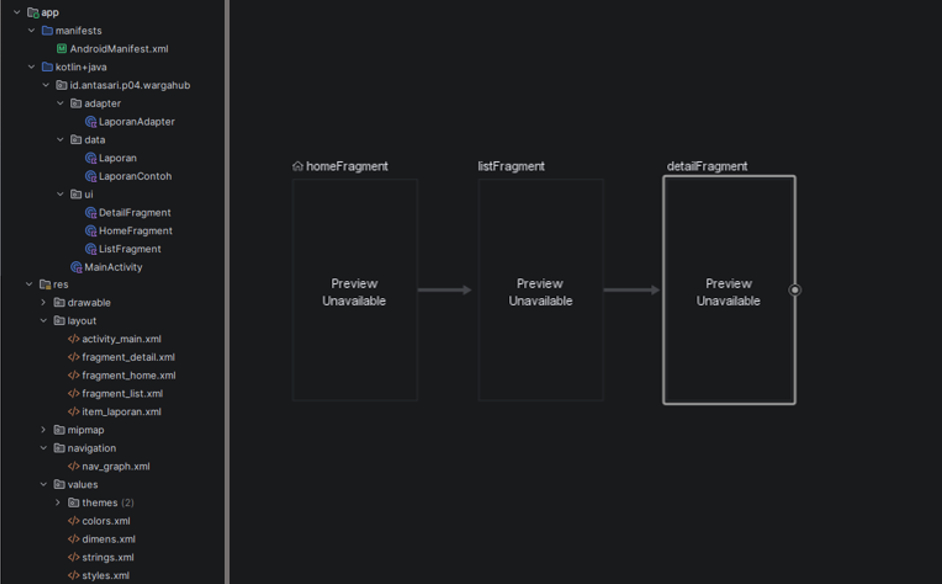 app
manifests
AndroidManifest.xml
kotlin+java
id.antasari.p04.wargahub
adapter
LaporanAdapter
data
Laporan
LaporanContoh
ui
DetailFragment
HomeFragment
ListFragment
MainActivity
res
drawable
layout
activity_main.xml
fragment_detail.xml
fragment_home.xml
fragment_list.xml
item_laporan.xml
mipmap
navigation
nav_graph.xml
values
themes (2)
colors.xml
dimens.xml
strings.xml
styles.xml
homeFragment
Preview
Unavailable
listFragment
Preview
Unavailable
detailFragment
Preview
Unavailable